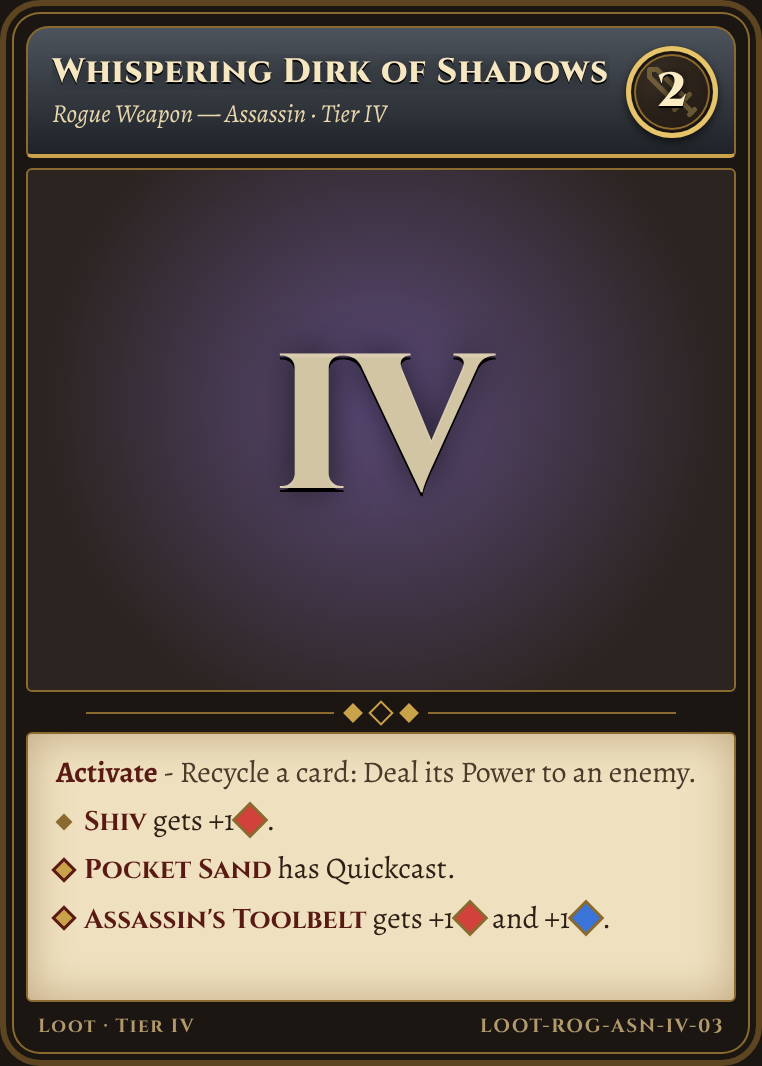 Whispering Dirk of Shadows
2
Rogue Weapon — Assassin · Tier IV
IV
Activate - Recycle a card: Deal its Power to an enemy.
Shiv gets +1.
Pocket Sand has Quickcast.
Assassin's Toolbelt gets +1 and +1.
Loot · Tier IV
LOOT-ROG-ASN-IV-03